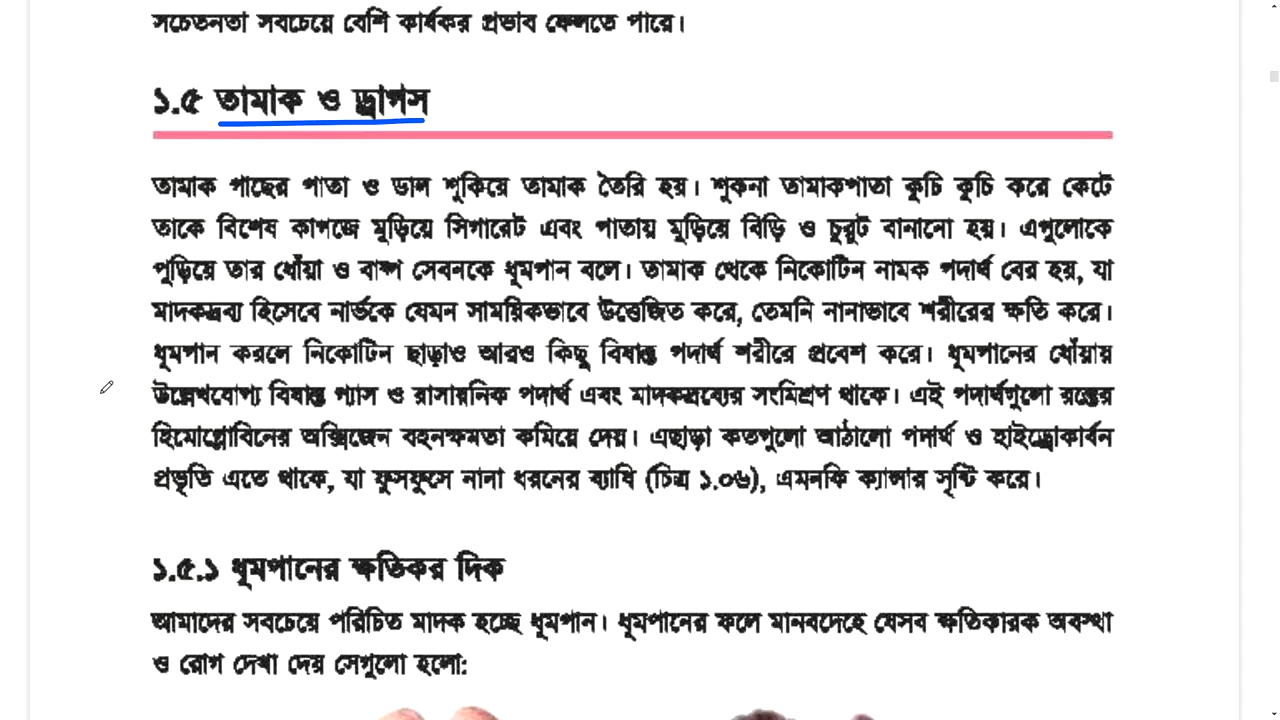 সচেতনতা সবচেয়ে বেশি কার্যকর প্রভাব ফেলতে পারে।
১.৫ তামাক ও ড্রাগস
তামাক গাছের পাতা ও ডাল শুকিয়ে তামাক তৈরি হয়। শুকনা তামাকপাতা কুচি কুচি করে কেটে
তাকে বিশেষ কাগজে মুড়িয়ে সিগারেট এবং পাতায় মুড়িয়ে বিড়ি ও চুরুট বানানো হয়। এগুলোকে
পুড়িয়ে তার ধোঁয়া ও বাষ্প সেবনকে ধূমপান বলে। তামাক থেকে নিকোটিন নামক পদার্থ বের হয়, যা
মাদকদ্রব্য হিসেবে নার্ভকে যেমন সাময়িকভাবে উত্তেজিত করে, তেমনি নানাভাবে শরীরের ক্ষতি করে।
ধূমপান করলে নিকোটিন ছাড়াও আরও কিছু বিষাক্ত পদার্থ শরীরে প্রবেশ করে। ধূমপানের ধোঁয়ায়
উল্লেখযোগ্য বিষাক্ত গ্যাস ও রাসায়নিক পদার্থ এবং মাদকদ্রব্যের সংমিশ্রণ থাকে। এই পদার্থগুলো রক্তের
হিমোগ্লোবিনের অক্সিজেন বহনক্ষমতা কমিয়ে দেয়। এছাড়া কতগুলো আঠালো পদার্থ ও হাইড্রোকার্বন
প্রভৃতি এতে থাকে, যা ফুসফুসে নানা ধরনের ব্যাধি (চিত্র ১.০৬), এমনকি ক্যান্সার সৃষ্টি করে।
১.৫.১ ধূমপানের ক্ষতিকর দিক
আমাদের সবচেয়ে পরিচিত মাদক হচ্ছে ধূমপান। ধূমপানের ফলে মানবদেহে যেসব ক্ষতিকারক অবস্থা
ও রোগ দেখা দেয় সেগুলো হলো: